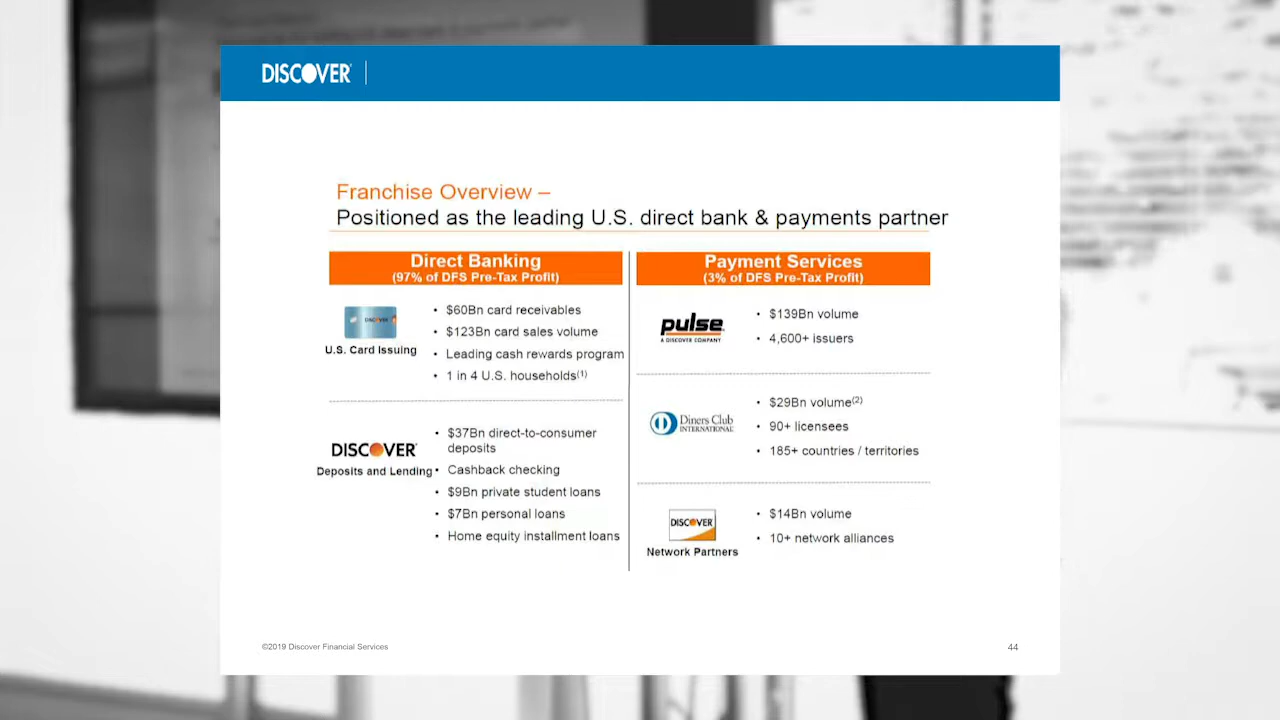 DISCOVER
Franchise Overview –
Positioned as the leading U.S. direct bank & payments partner
Direct Banking
(97% of DFS Pre-Tax Profit)
DISCOVER
U.S. Card Issuing
• $60Bn card receivables
• $123Bn card sales volume
• Leading cash rewards program
• 1 in 4 U.S. households(1)
DISCOVER
Deposits and Lending
• $37Bn direct-to-consumer
deposits
• Cashback checking
• $9Bn private student loans
• $7Bn personal loans
• Home equity installment loans
Payment Services
(3% of DFS Pre-Tax Profit)
pulse
A DISCOVER COMPANY
• $139Bn volume
• 4,600+ issuers
Diners Club
INTERNATIONAL
• $29Bn volume(2)
• 90+ licensees
• 185+ countries / territories
DISCOVER
Network Partners
• $14Bn volume
• 10+ network alliances
©2019 Discover Financial Services
44